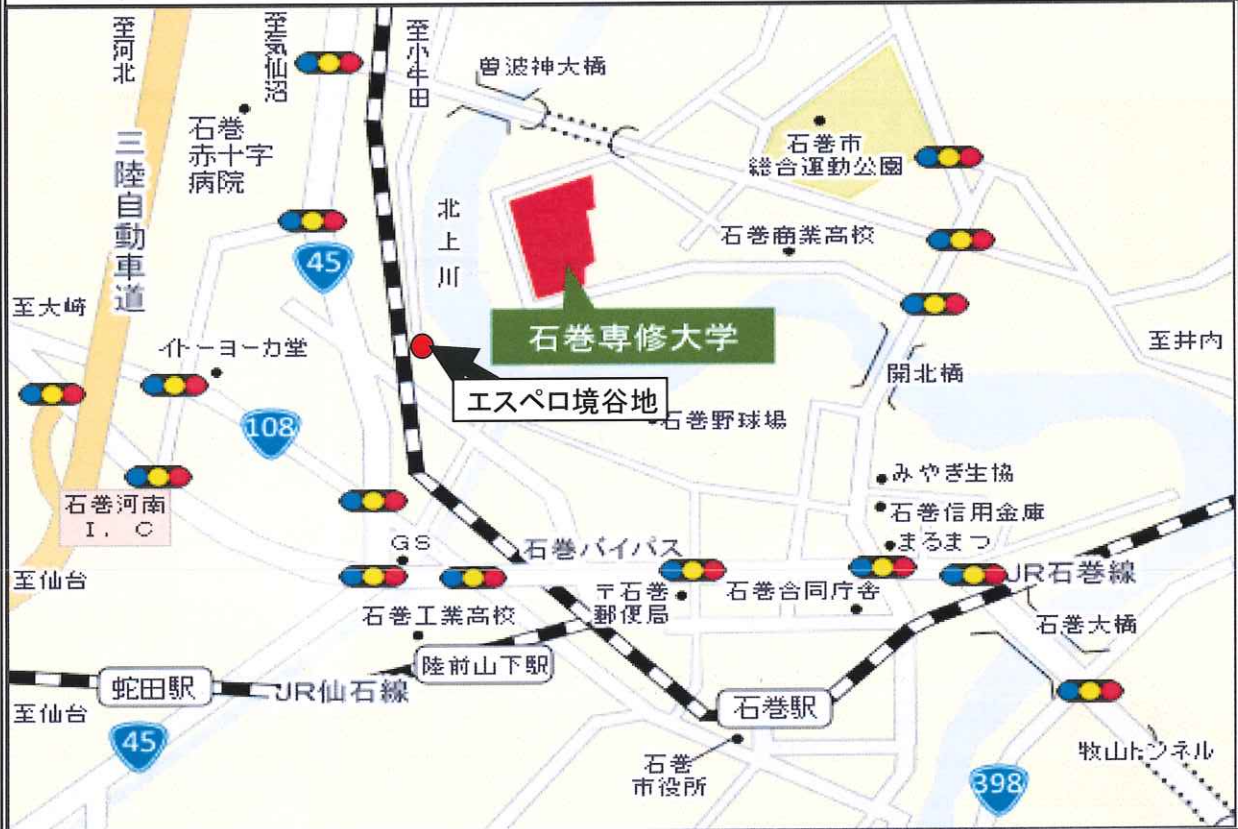 至河北
至気仙沼
至小牛田
曽波神大橋
石巻
赤十字
病院
三陸自動車道
石巻市
総合運動公園
北上川
45
石巻商業高校
至大崎
石巻専修大学
イトーヨーカ堂
至井内
開北橋
エスペロ境谷地
石巻野球場
108
みやぎ生協
石巻河南
I. C
石巻信用金庫
まるまつ
GS
石巻バイパス
JR石巻線
至仙台
〒石巻
郵便局
石巻合同庁舎
石巻工業高校
石巻大橋
陸前山下駅
蛇田駅
JR仙石線
石巻駅
至仙台
45
石巻
市役所
牧山トンネル
398